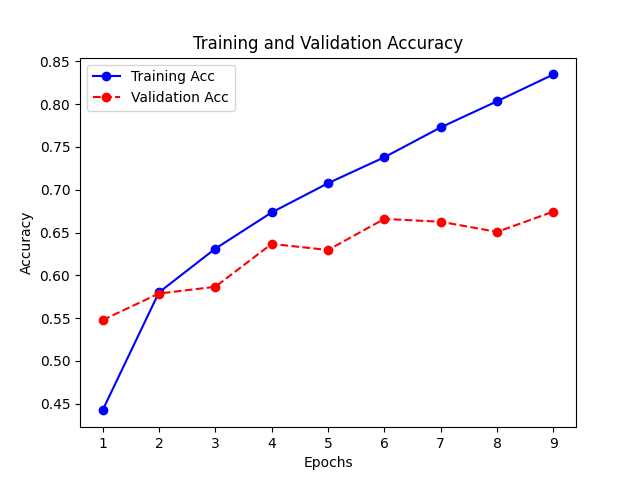 Training and Validation Accuracy
Training Acc
Validation Acc
Accuracy
0.85
0.80
0.75
0.70
0.65
0.60
0.55
0.50
0.45
1 2 3 4 5 6 7 8 9
Epochs